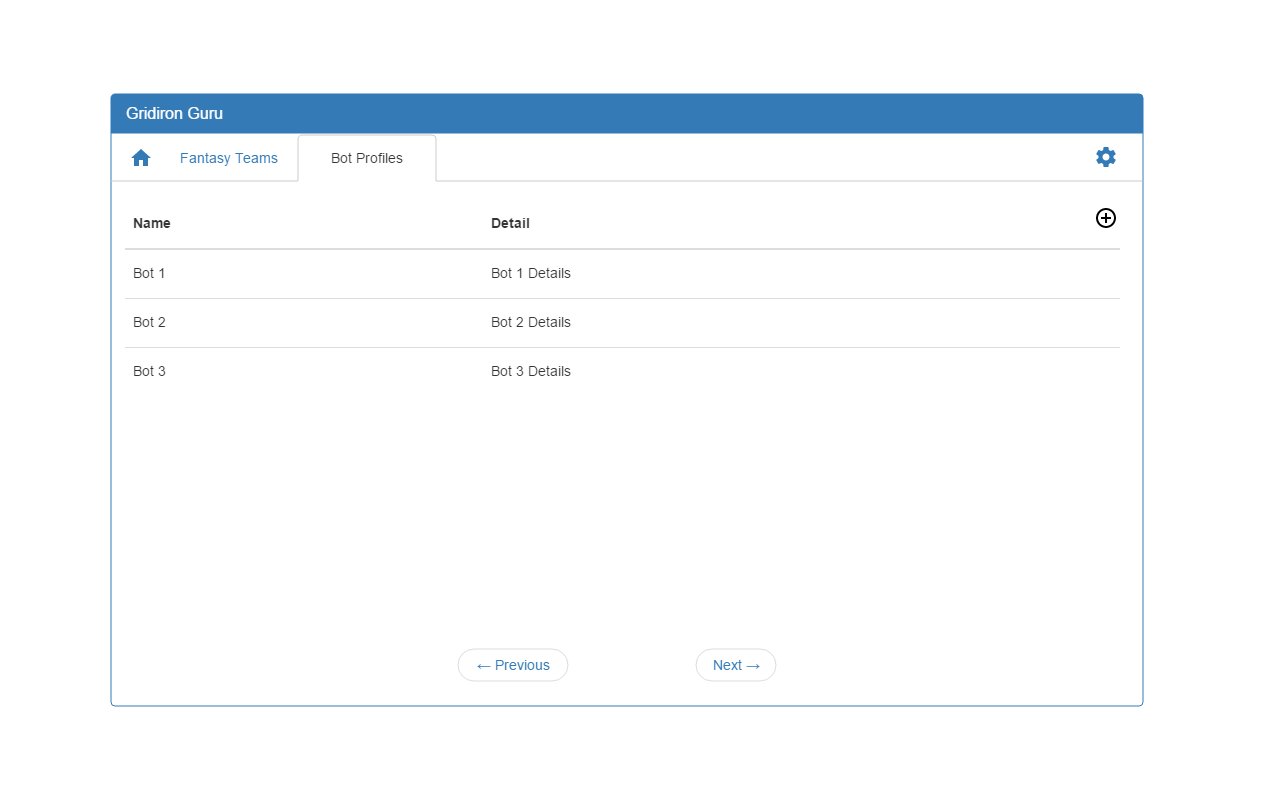 Gridiron Guru
Fantasy Teams Bot Profiles
Name Detail
Bot 1 Bot 1 Details
Bot 2 Bot 2 Details
Bot 3 Bot 3 Details
← Previous Next →